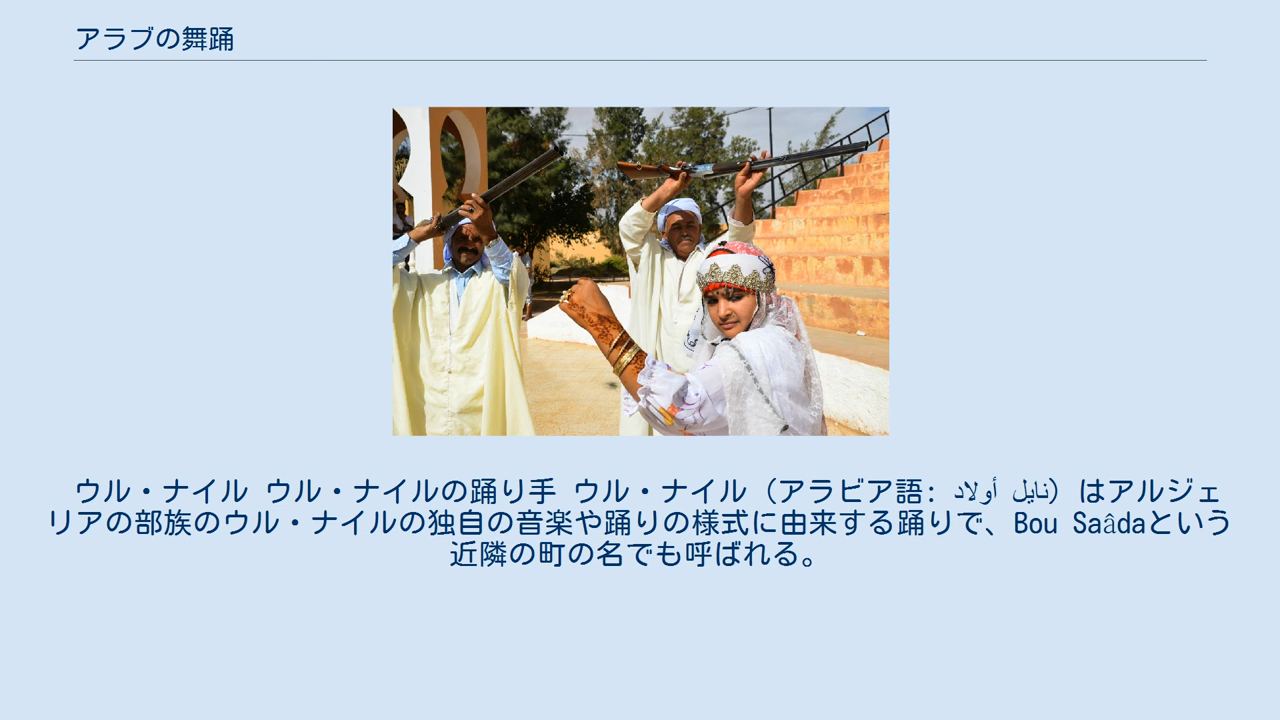 アラブの舞踊
ウル・ナイル ウル・ナイルの踊り手 ウル・ナイル（アラビア語: نايل أولاد）はアルジェ
リアの部族のウル・ナイルの独自の音楽や踊りの様式に由来する踊りで、Bou Saâdaという
近隣の町の名でも呼ばれる。